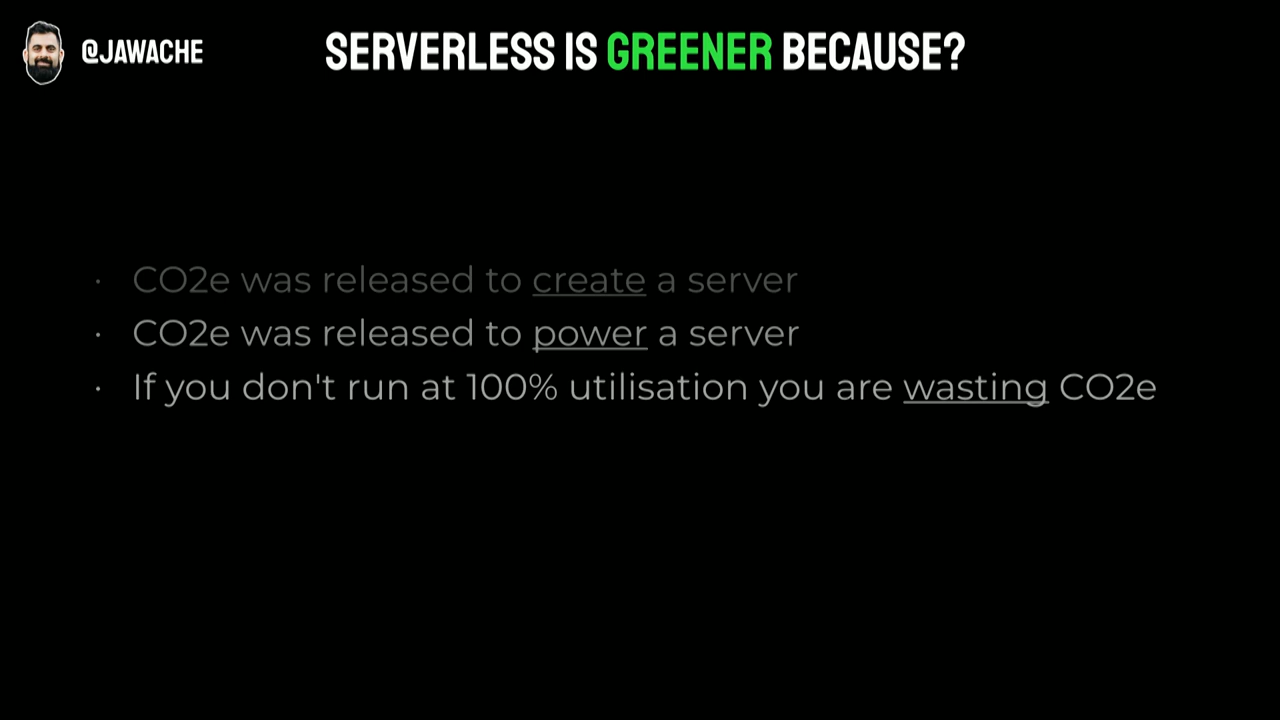 @JAWACHE
SERVERLESS IS GREENER BECAUSE?
· CO2e was released to create a server
· CO2e was released to power a server
· If you don't run at 100% utilisation you are wasting CO2e